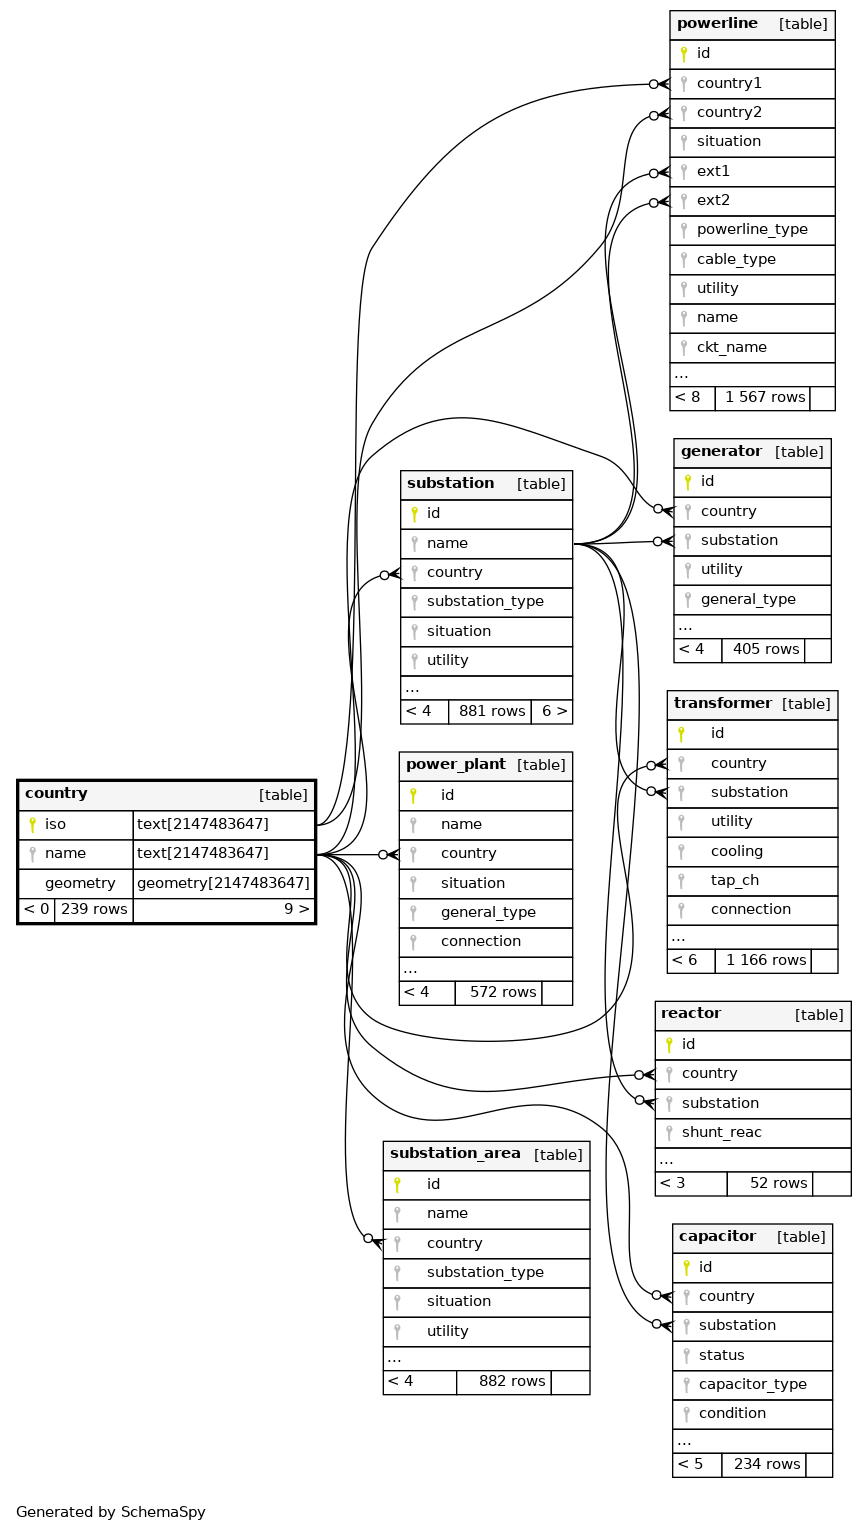 powerline [table]
id
country1
country2
situation
ext1
ext2
powerline_type
cable_type
utility
name
ckt_name
...
< 8 1 567 rows
generator [table]
id
country
substation
utility
general_type
...
< 4 405 rows
substation [table]
id
name
country
substation_type
situation
utility
...
< 4 881 rows 6 >
transformer [table]
id
country
substation
utility
cooling
tap_ch
connection
...
< 6 1 166 rows
power_plant [table]
id
name
country
situation
general_type
connection
...
< 4 572 rows
country [table]
iso text[2147483647]
name text[2147483647]
geometry geometry[2147483647]
< 0 239 rows 9 >
reactor [table]
id
country
substation
shunt_reac
...
< 3 52 rows
substation_area [table]
id
name
country
substation_type
situation
utility
...
< 4 882 rows
capacitor [table]
id
country
substation
status
capacitor_type
condition
...
< 5 234 rows
Generated by SchemaSpy